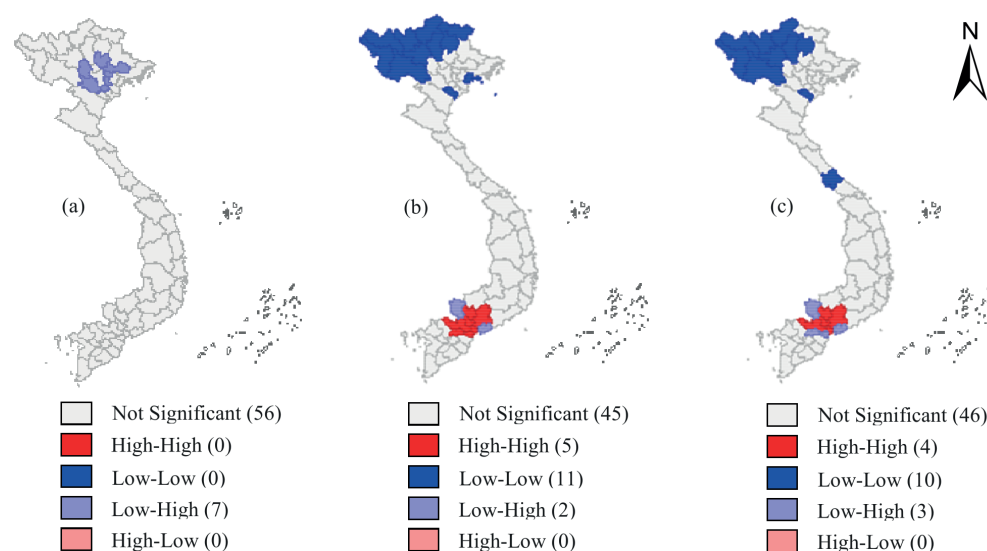 N
(a)
(b)
(c)
Not Significant (56)
High-High (0)
Low-Low (0)
Low-High (7)
High-Low (0)
Not Significant (45)
High-High (5)
Low-Low (11)
Low-High (2)
High-Low (0)
Not Significant (46)
High-High (4)
Low-Low (10)
Low-High (3)
High-Low (0)